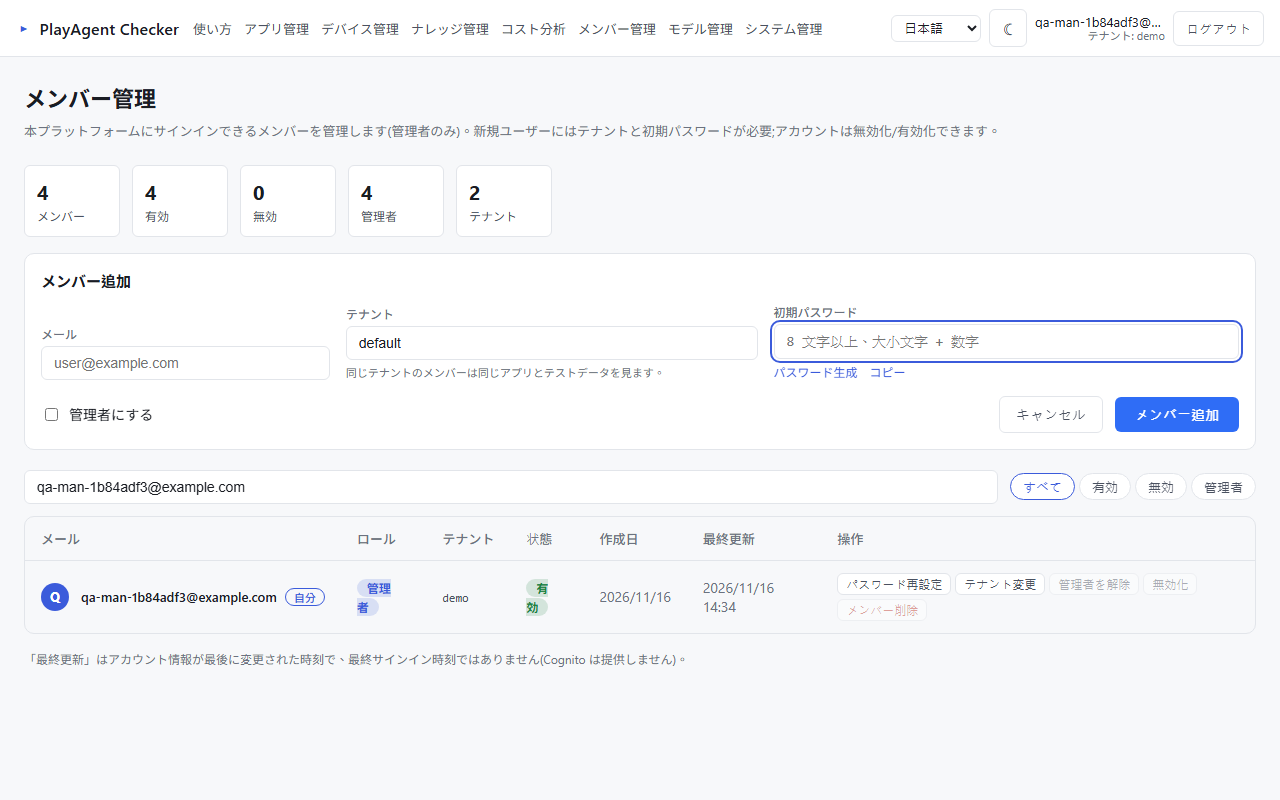 PlayAgent Checker 使い方 アプリ管理 デバイス管理 ナレッジ管理 コスト分析 メンバー管理 モデル管理 システム管理 日本語 qa-man-1b84adf3@... ログアウト
テナント: demo
メンバー管理
本プラットフォームにサインインできるメンバーを管理します(管理者のみ)。新規ユーザーにはテナントと初期パスワードが必要;アカウントは無効化/有効化できます。
4 4 0 4 2
メンバー 有効 無効 管理者 テナント
メンバー追加
メール テナント 初期パスワード
user@example.com default 8 文字以上、大小文字 + 数字
同じテナントのメンバーは同じアプリとテストデータを見ます。 パスワード生成 コピー
管理者にする キャンセル メンバー追加
qa-man-1b84adf3@example.com すべて 有効 無効 管理者
メール ロール テナント 状態 作成日 最終更新 操作
Q qa-man-1b84adf3@example.com 自分 管理者 demo 有効 2026/11/16 2026/11/16 14:34 パスワード再設定 テナント変更 管理者を解除 無効化
メンバー削除
「最終更新」はアカウント情報が最後に変更された時刻で、最終サインイン時刻ではありません(Cognito は提供しません)。